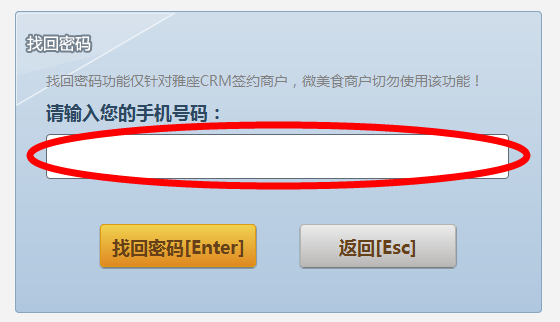 找回密码
找回密码功能仅针对雅座CRM签约商户，微美食商户切勿使用该功能！
请输入您的手机号码：
找回密码[Enter]
返回[Esc]